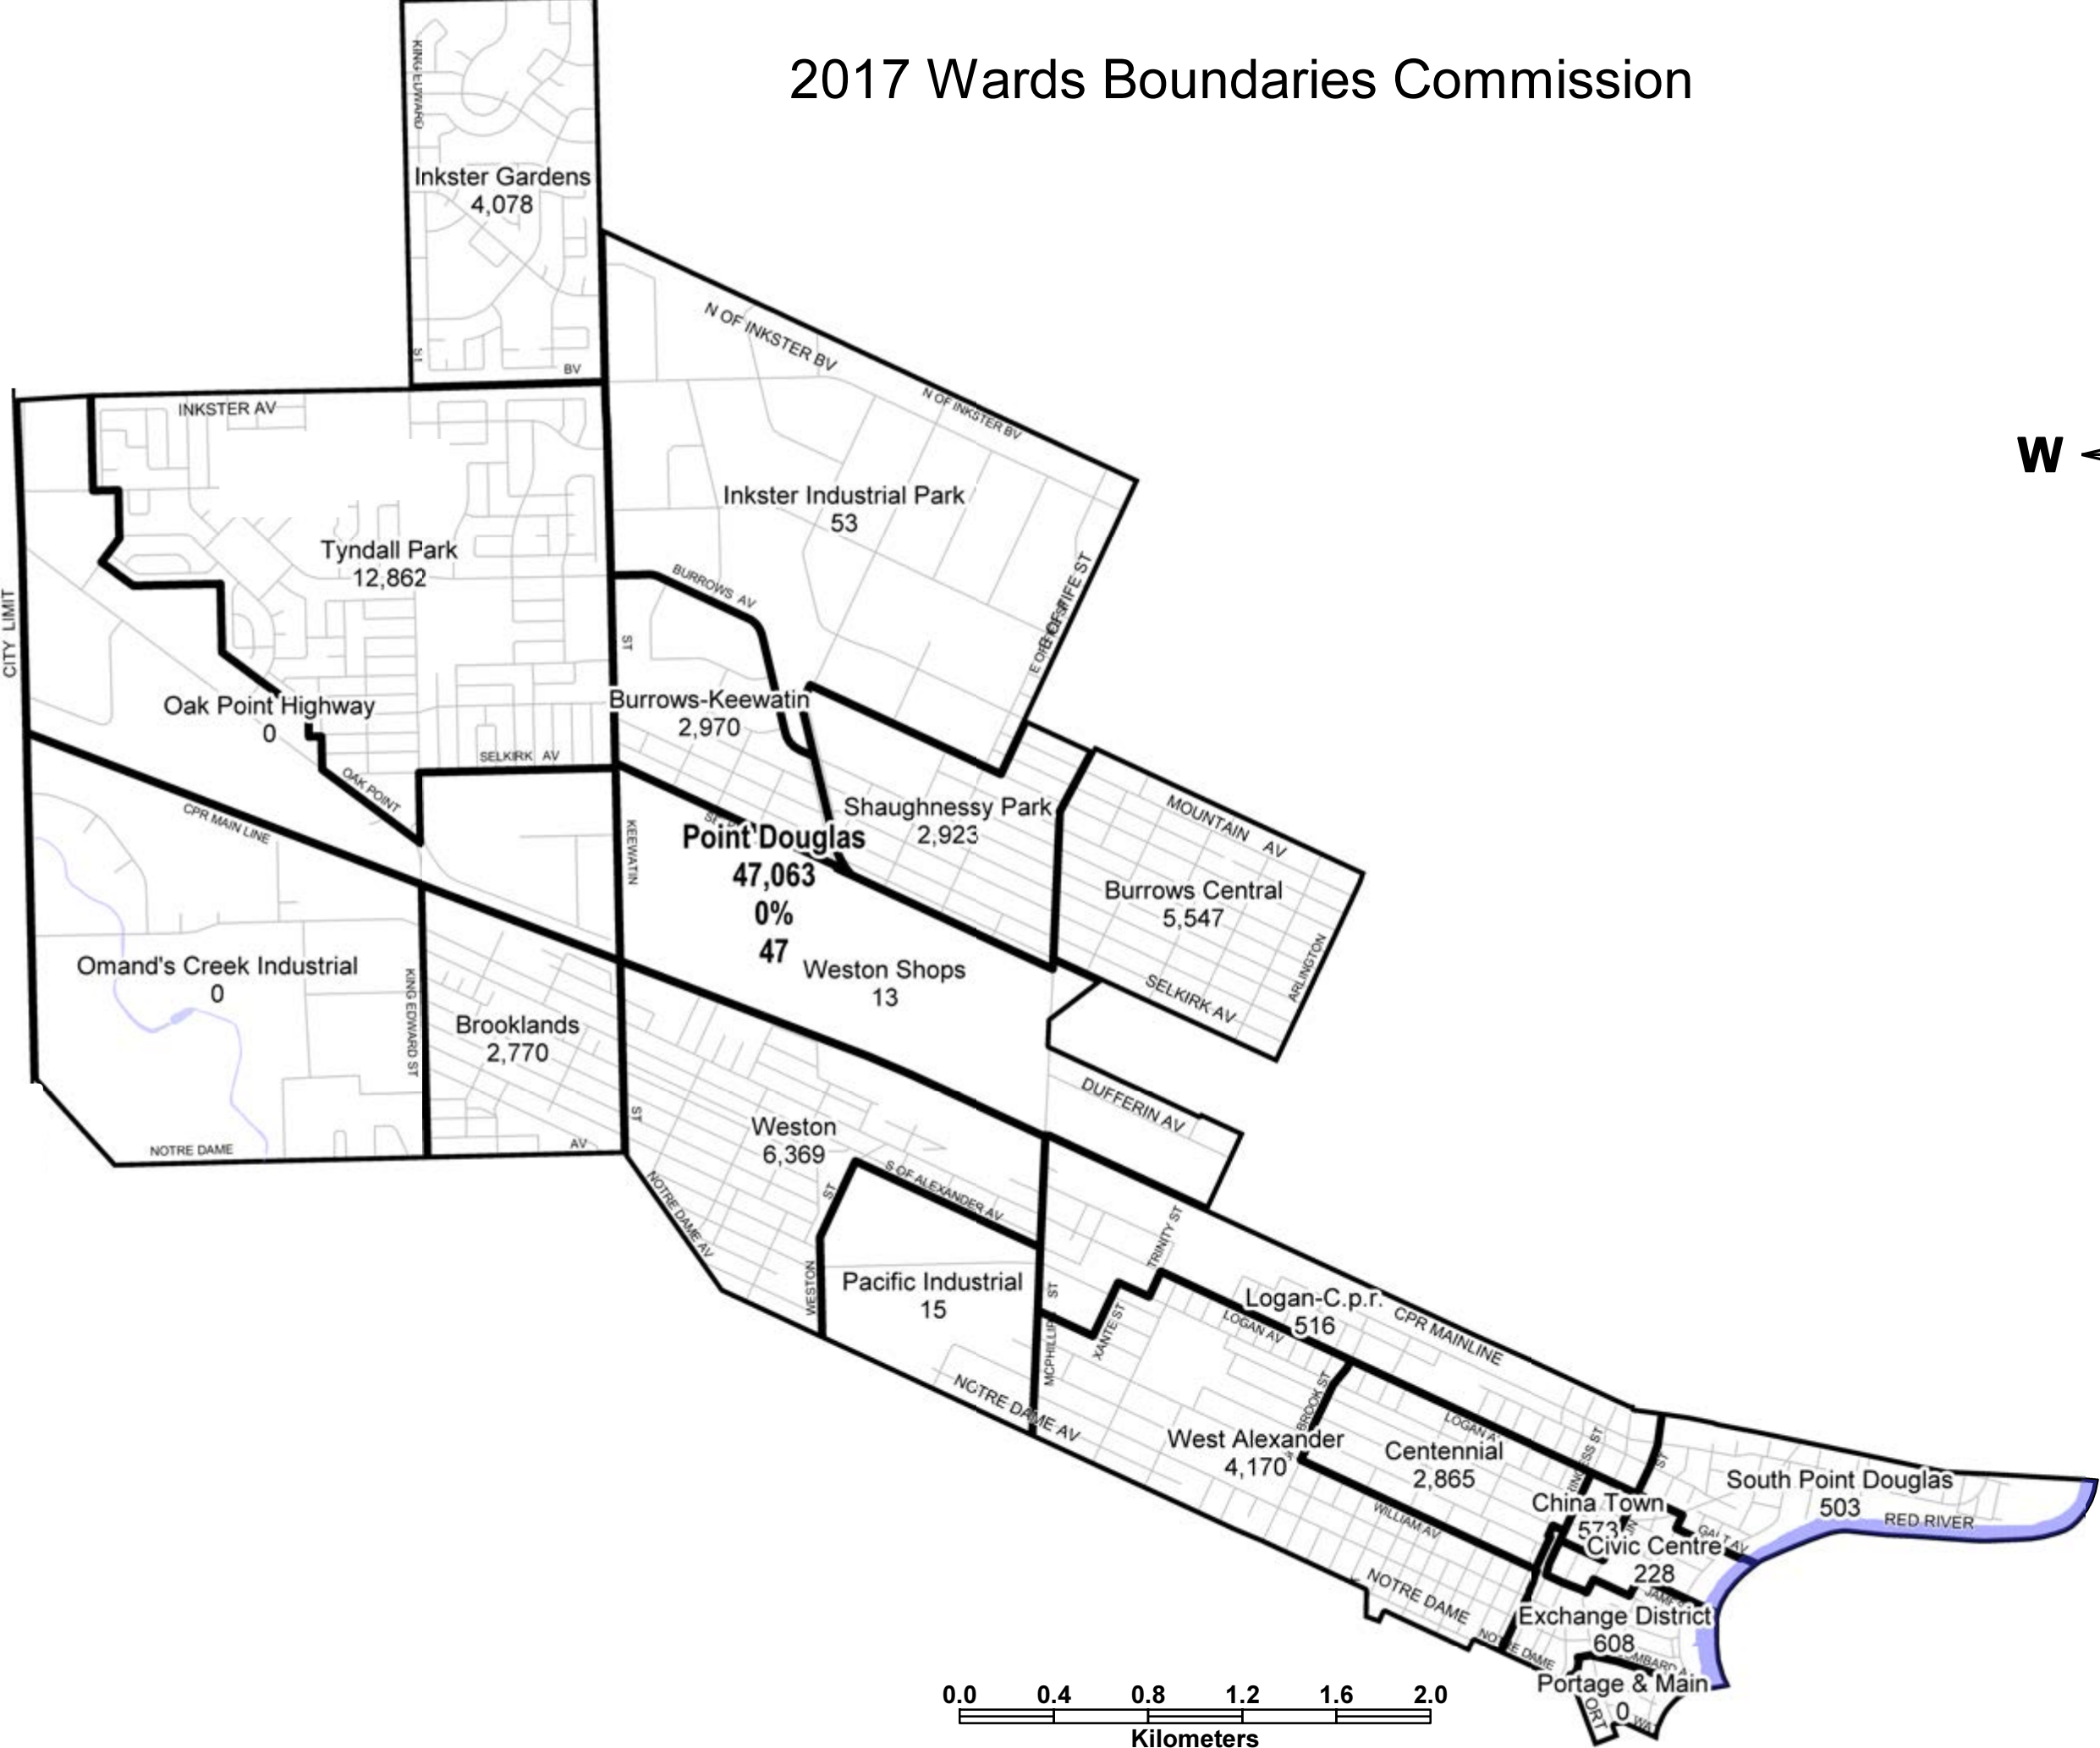 2017 Wards Boundaries Commission
KING EDWARD
Inkster Gardens
4,078
ST
BV
N OF INKSTER BV
N OF INKSTER BV
INKSTER AV
W
Inkster Industrial Park
53
Tyndall Park
12,862
BURROWS AV
CITY LIMIT
ST
Oak Point Highway
0
Burrows-Keewatin
2,970
SELKIRK AV
OAK POINT
CPR MAIN LINE
KEEWATIN
Shaughnessy Park
2,923
MOUNTAIN AV
Point Douglas
47,063
0%
47
Burrows Central
5,547
ARLINGTON
SELKIRK AV
Omand's Creek Industrial
0
KING EDWARD ST
Weston Shops
13
Brooklands
2,770
DUFFERIN AV
ST
NOTRE DAME
AV
Weston
6,369
S OF ALEXANDER AV
ST
NOTRE DAME AV
WESTON
TRINITY ST
Pacific Industrial
15
ST
XANTE ST
Logan-C.p.r.
516
CPR MAINLINE
LOGAN AV
NOTRE DAME AV
BROOK ST
West Alexander
4,170
Centennial
2,865
WILLIAM AV
ST
South Point Douglas
503
RED RIVER
China Town
573
GALT AV
Civic Centre
228
NOTRE DAME
Exchange District
608
NOTRE DAME
Portage & Main
0
0.0 0.4 0.8 1.2 1.6 2.0
Kilometers